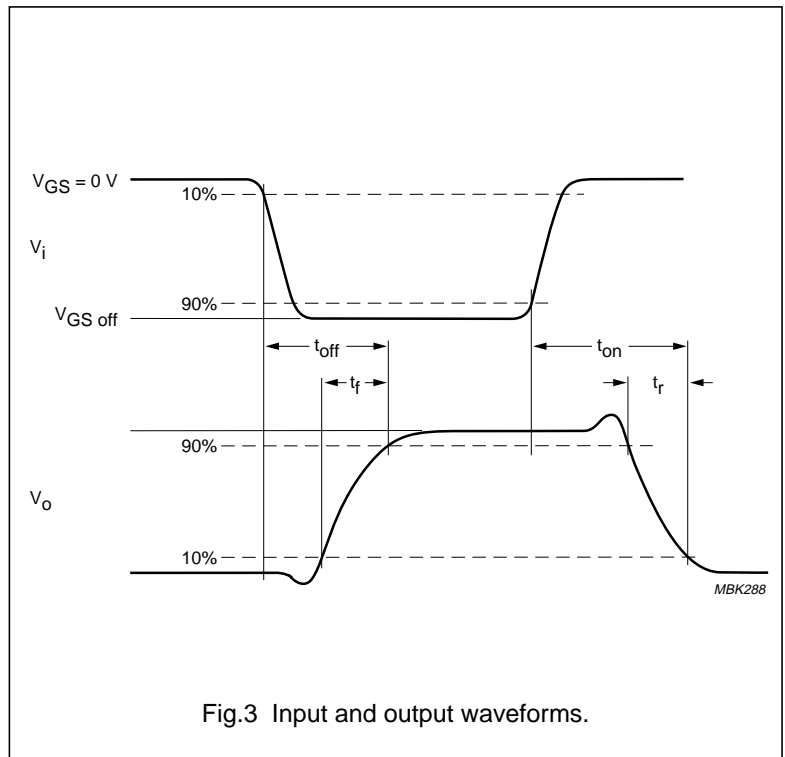 VGS = 0 V
10%
Vi
90%
VGS off
toff
ton
tf
tr
90%
Vo
10%
MBK288
Fig.3 Input and output waveforms.